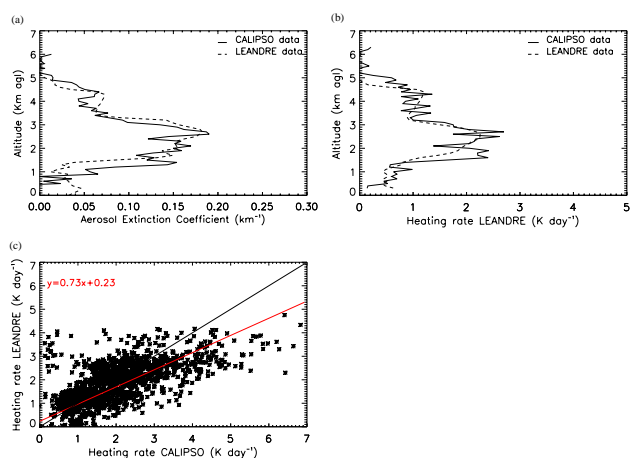 (a)
CALIPSO data
LEANDRE data
Altitude (Km agl)
7
6
5
4
3
2
1
0
0.00 0.05 0.10 0.15 0.20 0.25 0.30
Aerosol Extinction Coefficient (km⁻¹)
(b)
CALIPSO data
LEANDRE data
Altitude (Km agl)
7
6
5
4
3
2
1
0
0 1 2 3 4 5
Heating rate LEANDRE (K day⁻¹)
(c)
y=0.73x+0.23
Heating rate LEANDRE (K day⁻¹)
7
6
5
4
3
2
1
0
0 1 2 3 4 5 6 7
Heating rate CALIPSO (K day⁻¹)